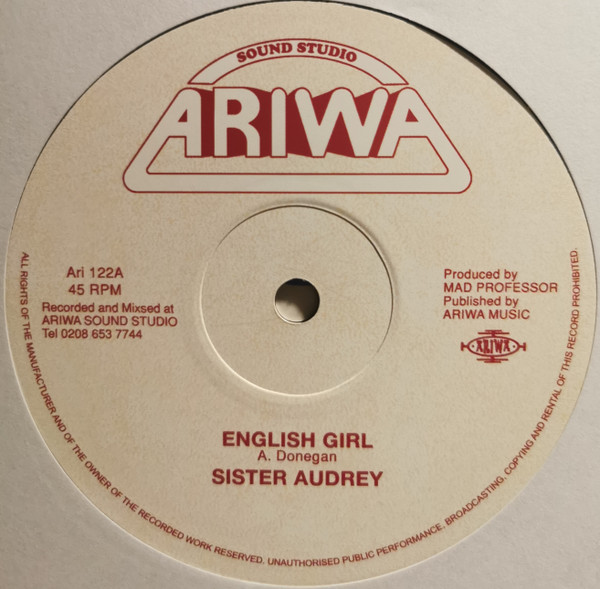 SOUND STUDIO
ARIWA
Ari 122A
45 RPM
Recorded and Mixsed at
ARIWA SOUND STUDIO
Tel 0208 653 7744
Produced by
MAD PROFESSOR
Published by
ARIWA MUSIC
ARIWA
ENGLISH GIRL
A. Donegan
SISTER AUDREY
ALL RIGHTS OF THE MANUFACTURER AND OF THE OWNER OF THE RECORDED WORK RESERVED. UNAUTHORISED PUBLIC PERFORMANCE, BROADCASTING, COPYING AND RENTAL OF THIS RECORD PROHIBITED.